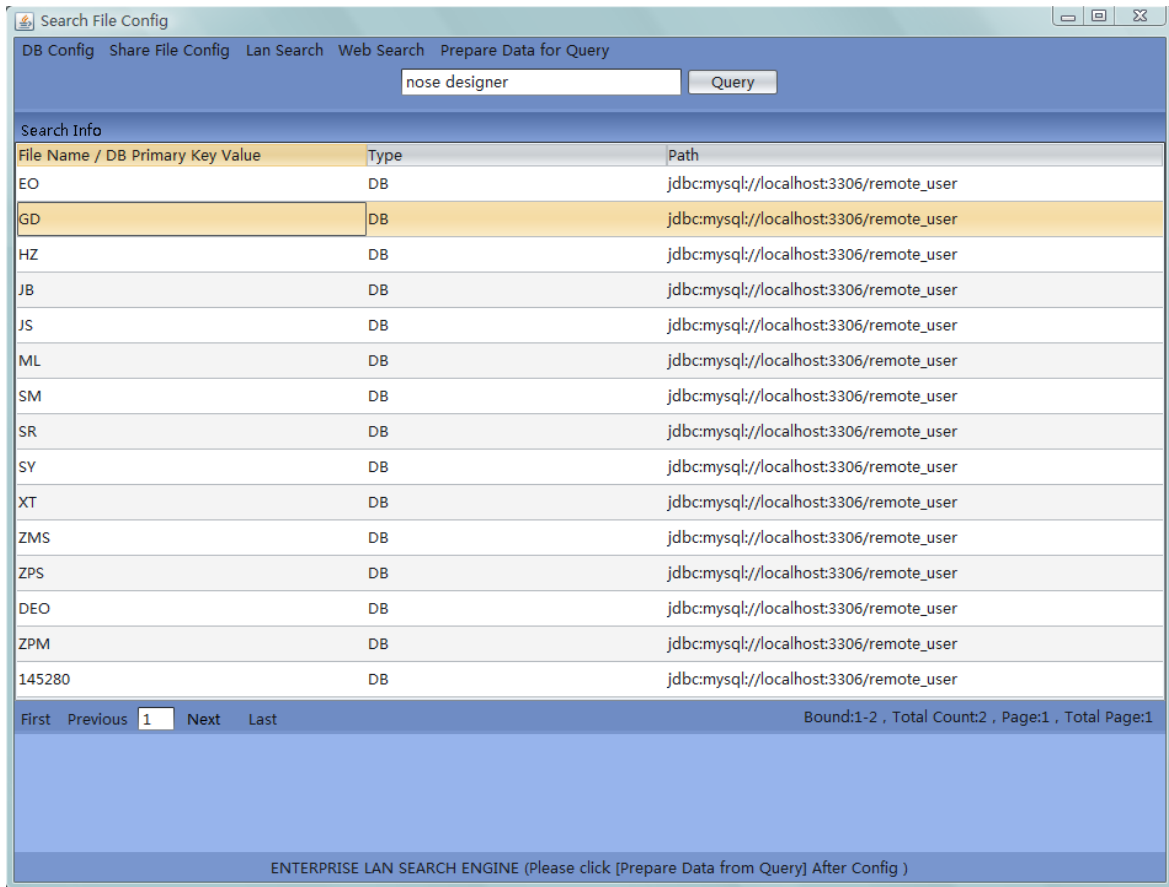 Search File Config
DB Config Share File Config Lan Search Web Search Prepare Data for Query
nose designer Query
Search Info
File Name / DB Primary Key Value Type Path
EO DB jdbc:mysql://localhost:3306/remote_user
GD DB jdbc:mysql://localhost:3306/remote_user
HZ DB jdbc:mysql://localhost:3306/remote_user
JB DB jdbc:mysql://localhost:3306/remote_user
JS DB jdbc:mysql://localhost:3306/remote_user
ML DB jdbc:mysql://localhost:3306/remote_user
SM DB jdbc:mysql://localhost:3306/remote_user
SR DB jdbc:mysql://localhost:3306/remote_user
SY DB jdbc:mysql://localhost:3306/remote_user
XT DB jdbc:mysql://localhost:3306/remote_user
ZMS DB jdbc:mysql://localhost:3306/remote_user
ZPS DB jdbc:mysql://localhost:3306/remote_user
DEO DB jdbc:mysql://localhost:3306/remote_user
ZPM DB jdbc:mysql://localhost:3306/remote_user
145280 DB jdbc:mysql://localhost:3306/remote_user
First Previous 1 Next Last Bound:1-2 , Total Count:2 , Page:1 , Total Page:1
ENTERPRISE LAN SEARCH ENGINE (Please click [Prepare Data from Query] After Config )